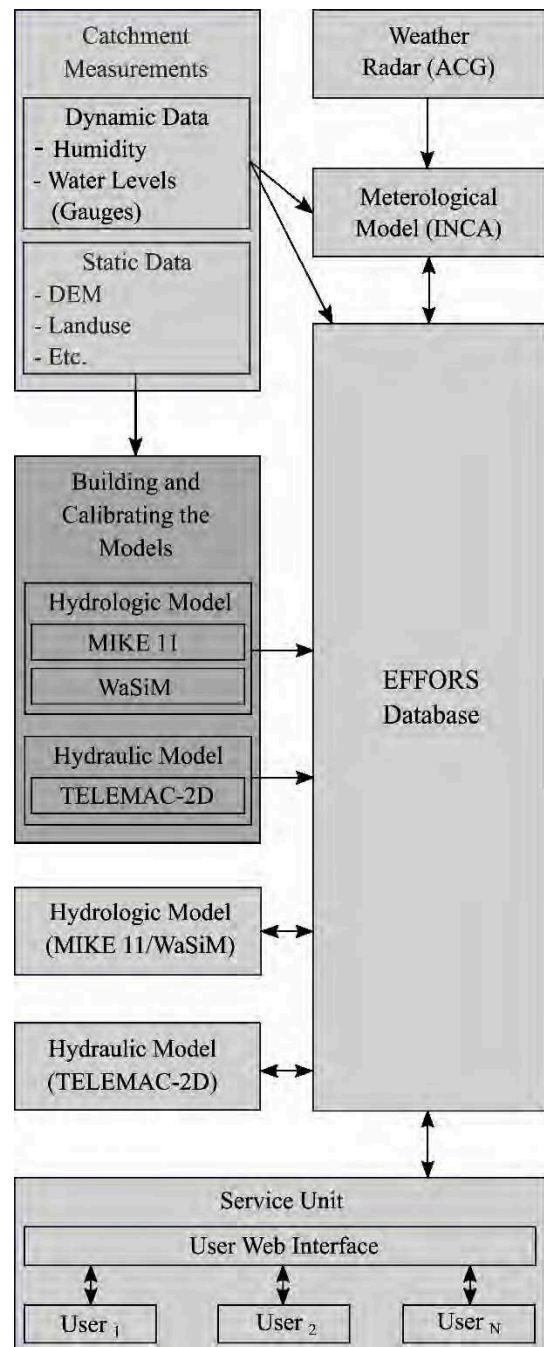 Catchment
Measurements
Dynamic Data
- Humidity
- Water Levels
(Gauges)
Static Data
- DEM
- Landuse
- Etc.
Weather
Radar (ACG)
Meterological
Model (INCA)
Building and
Calibrating the
Models
Hydrologic Model
MIKE 11
WaSiM
Hydraulic Model
TELEMAC-2D
EFFORS
Database
Hydrologic Model
(MIKE 11/WaSiM)
Hydraulic Model
(TELEMAC-2D)
Service Unit
User Web Interface
User 1
User 2
User N